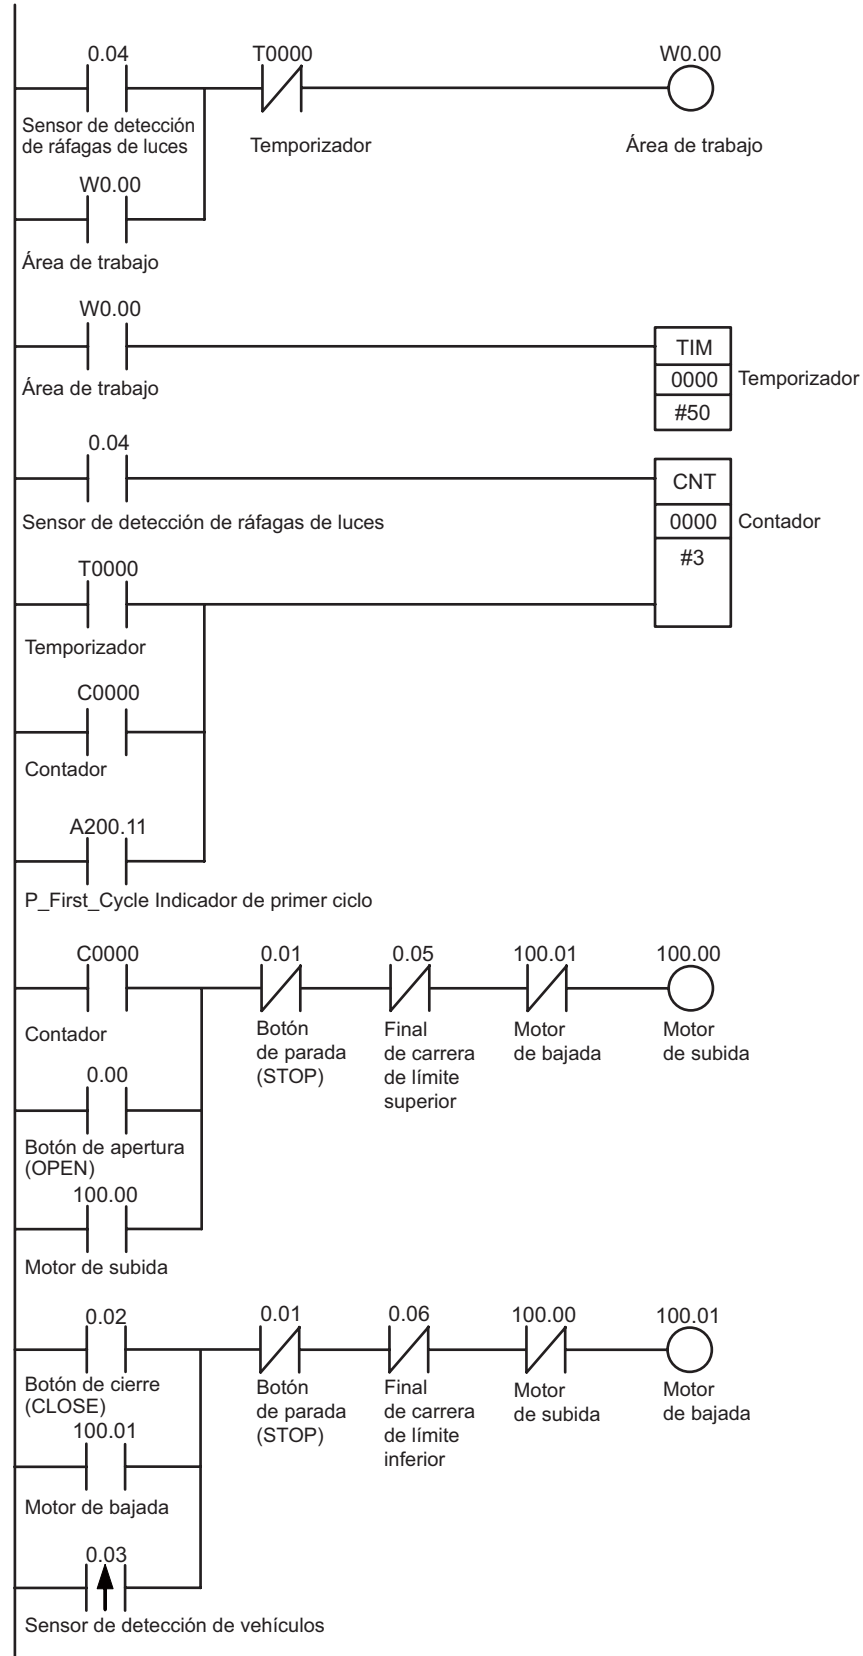 0.04 T0000 W0.00
Sensor de detección
de ráfagas de luces
Temporizador
Área de trabajo
W0.00
Área de trabajo
W0.00
Área de trabajo
TIM
0000
#50
Temporizador
0.04
Sensor de detección de ráfagas de luces
CNT
0000
#3
Contador
T0000
Temporizador
C0000
Contador
A200.11
P_First_Cycle Indicador de primer ciclo
C0000 0.01 0.05 100.01 100.00
Contador
Botón
de parada
(STOP)
Final
de carrera
de límite
superior
Motor
de bajada
Motor
de subida
0.00
Botón de apertura
(OPEN)
100.00
Motor de subida
0.02 0.01 0.06 100.00 100.01
Botón de cierre
(CLOSE)
Botón
de parada
(STOP)
Final
de carrera
de límite
inferior
Motor
de subida
Motor
de bajada
100.01
Motor de bajada
0.03
Sensor de detección de vehículos